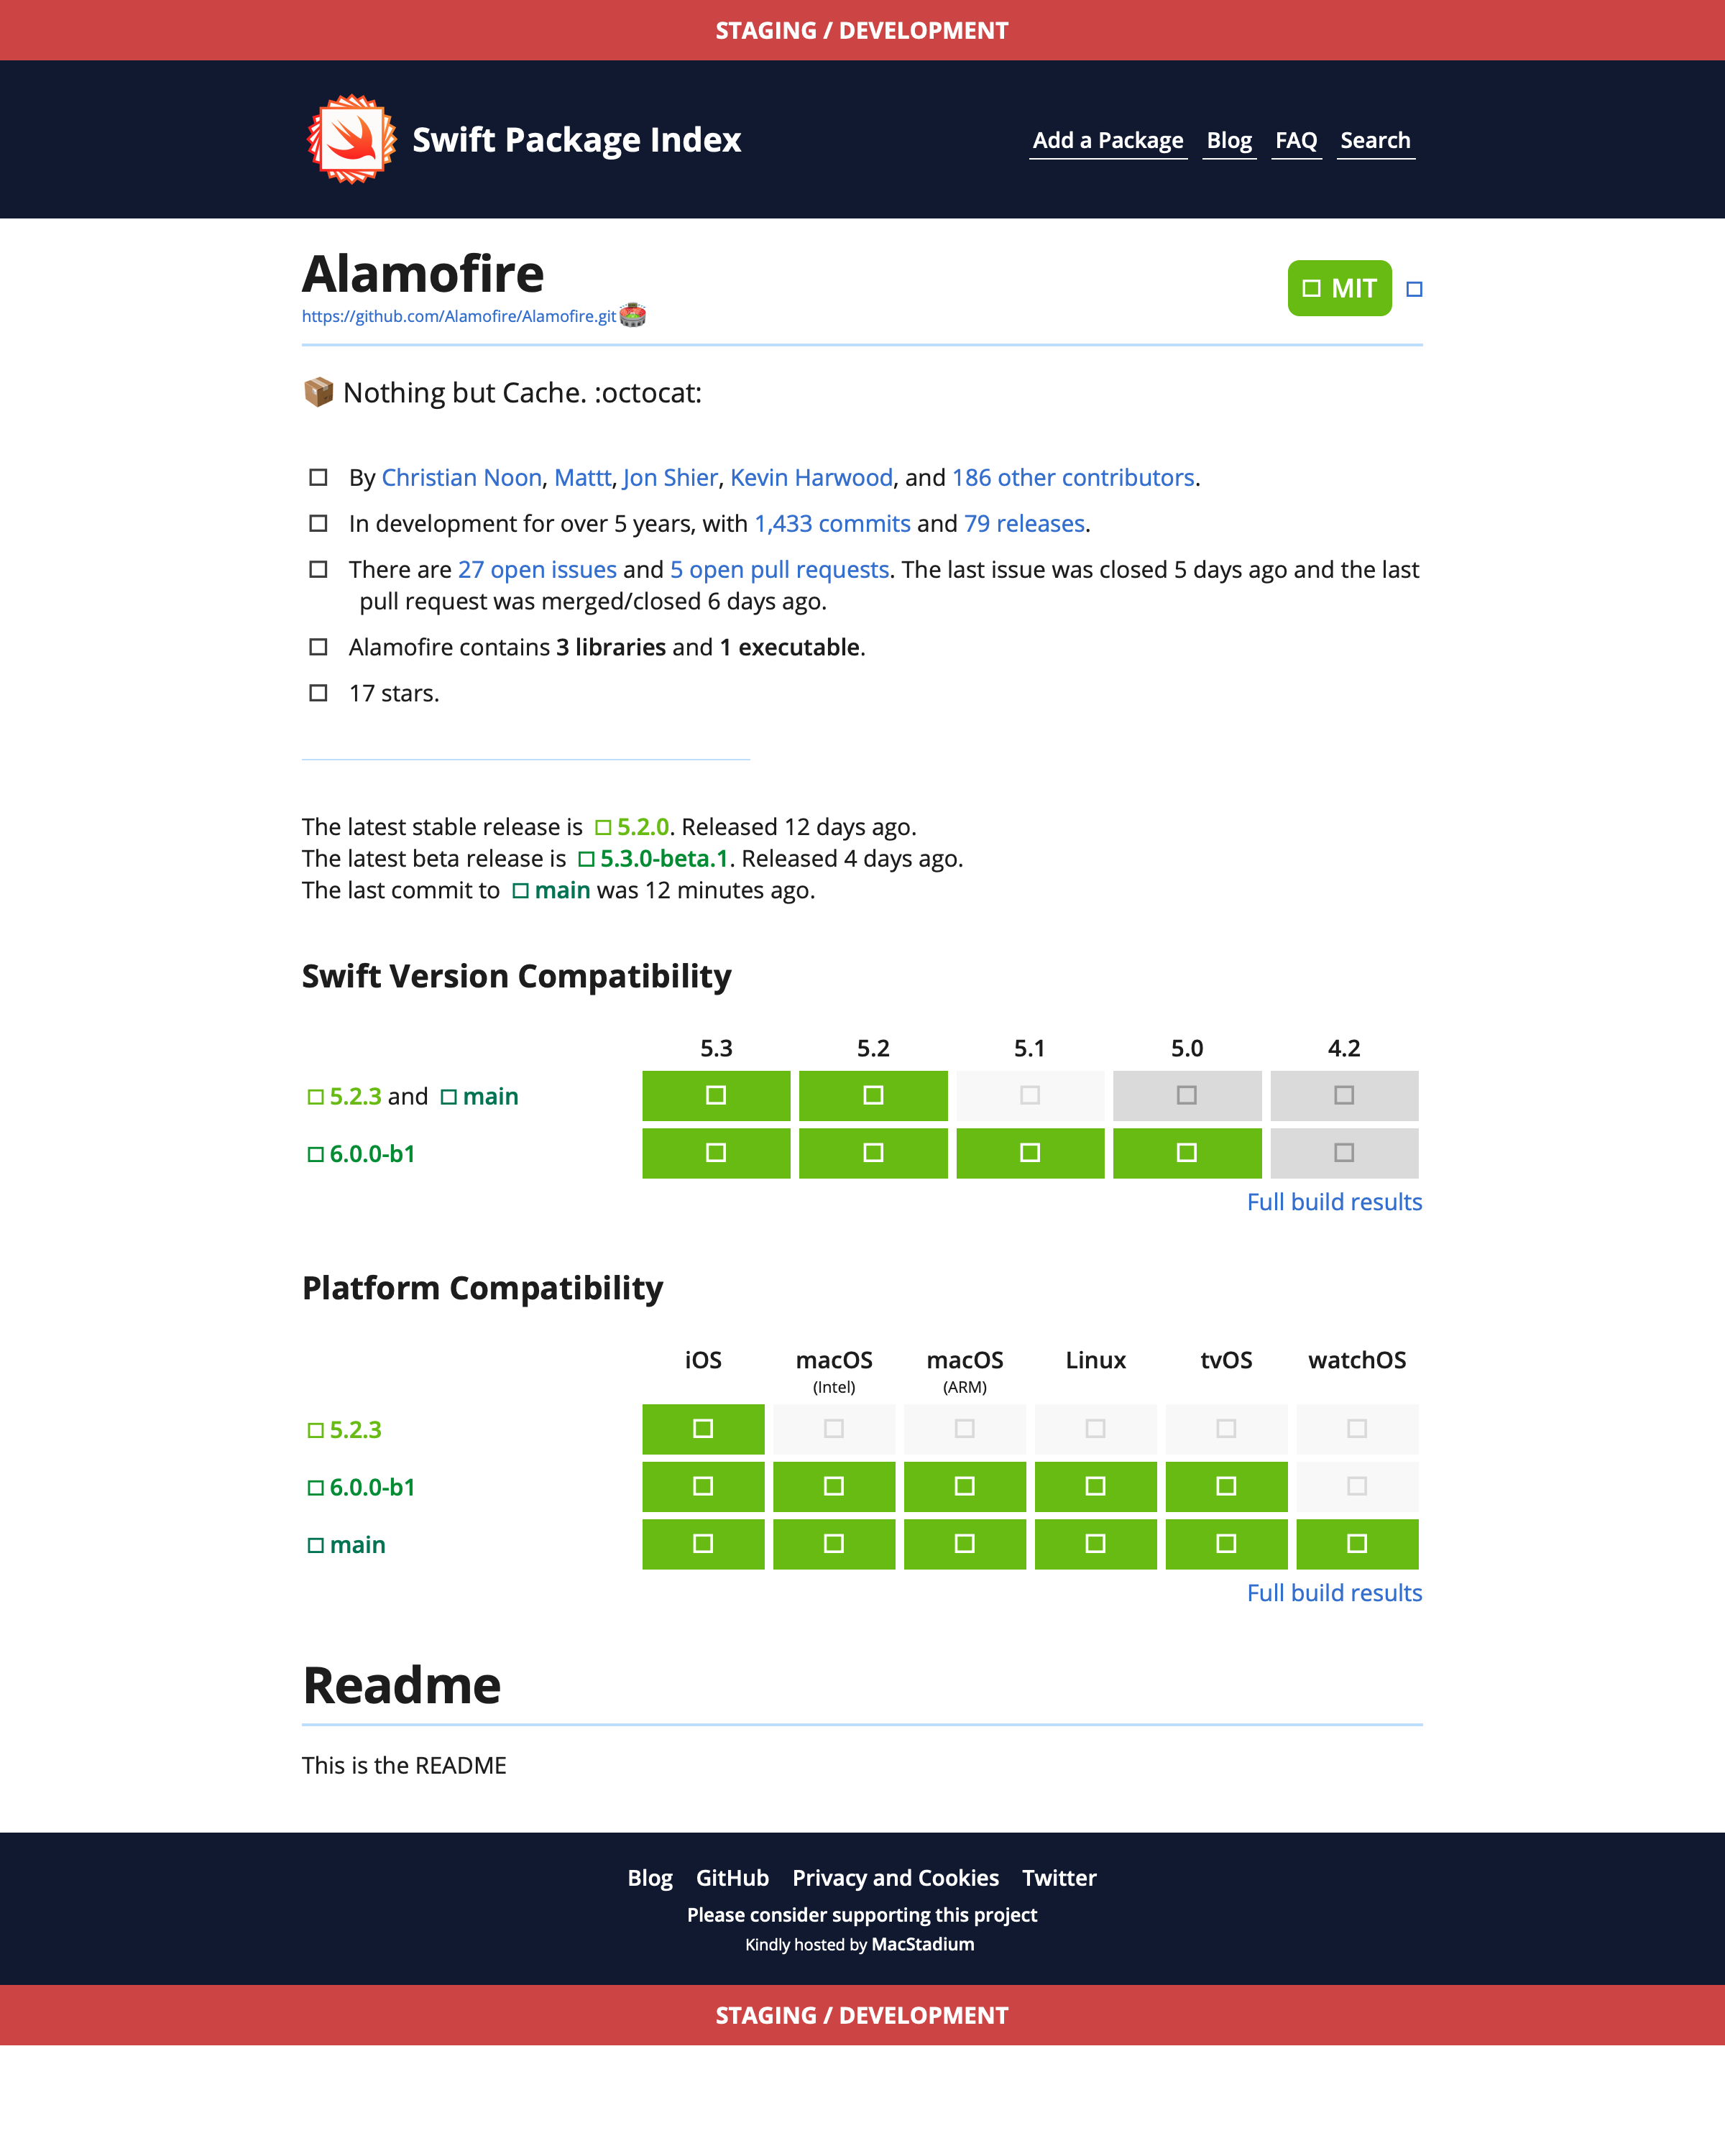 STAGING / DEVELOPMENT
Swift Package Index
Add a Package Blog FAQ Search
Alamofire
MIT
https://github.com/Alamofire/Alamofire.git
📦 Nothing but Cache. :octocat:
By Christian Noon, Mattt, Jon Shier, Kevin Harwood, and 186 other contributors.
In development for over 5 years, with 1,433 commits and 79 releases.
There are 27 open issues and 5 open pull requests. The last issue was closed 5 days ago and the last
pull request was merged/closed 6 days ago.
Alamofire contains 3 libraries and 1 executable.
17 stars.
The latest stable release is 5.2.0. Released 12 days ago.
The latest beta release is 5.3.0-beta.1. Released 4 days ago.
The last commit to main was 12 minutes ago.
Swift Version Compatibility
5.3 5.2 5.1 5.0 4.2
5.2.3 and main
6.0.0-b1
Full build results
Platform Compatibility
iOS macOS macOS Linux tvOS watchOS
(Intel) (ARM)
5.2.3
6.0.0-b1
main
Full build results
Readme
This is the README
Blog GitHub Privacy and Cookies Twitter
Please consider supporting this project
Kindly hosted by MacStadium
STAGING / DEVELOPMENT